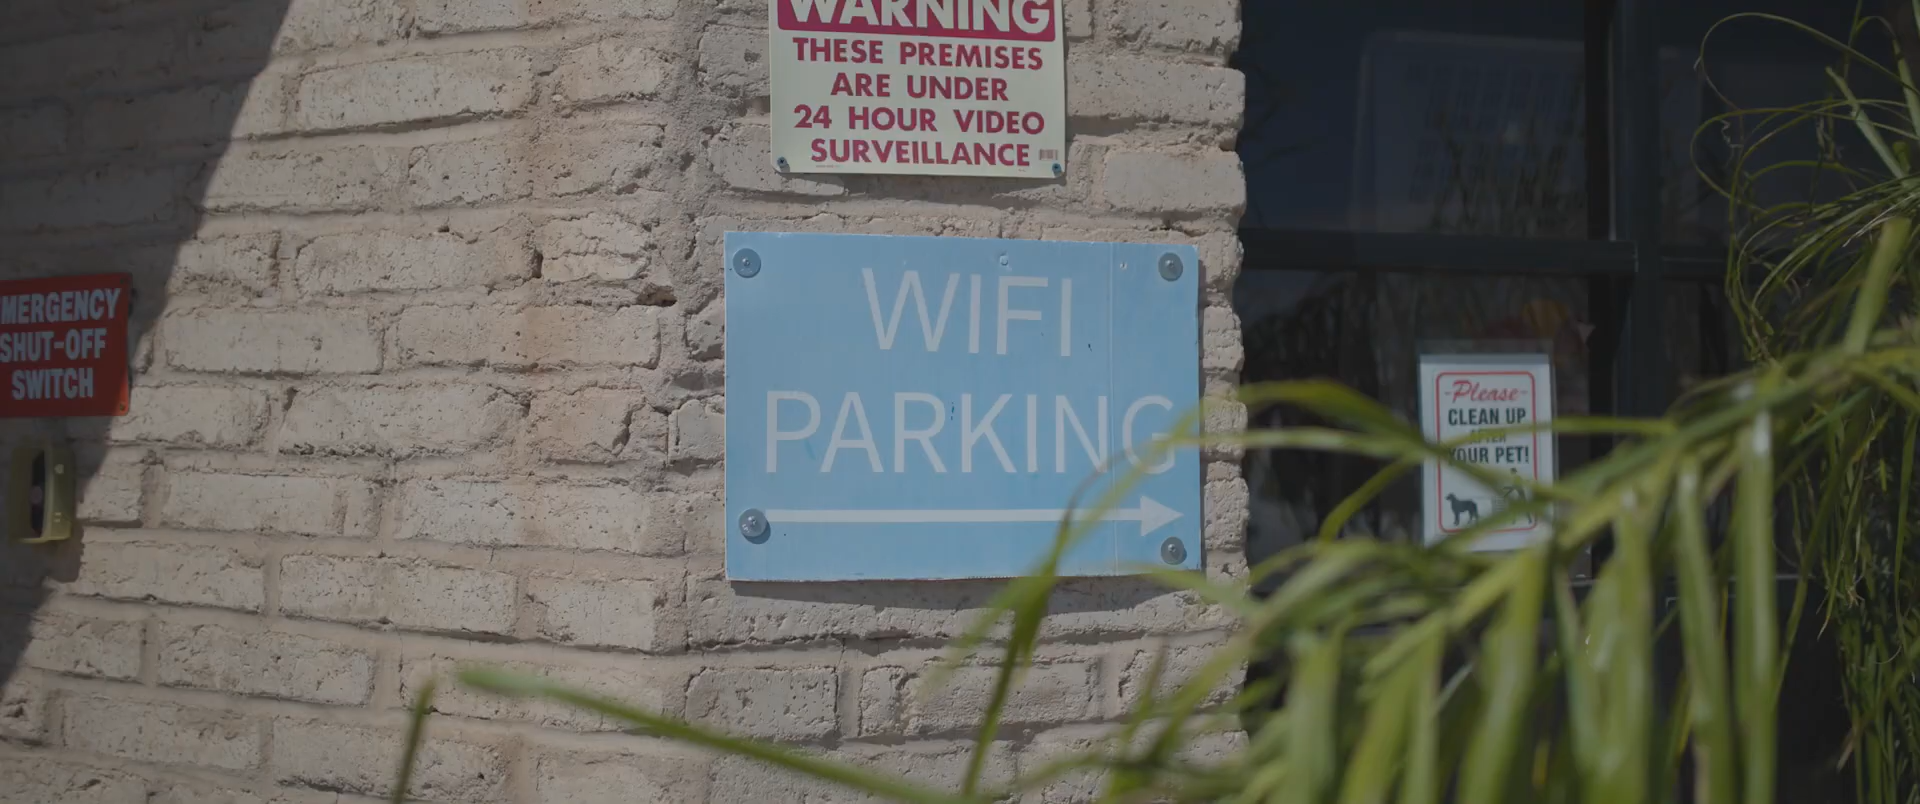 WARNING
THESE PREMISES
ARE UNDER
24 HOUR VIDEO
SURVEILLANCE
WIFI
PARKING
MERGENCY
SHUT-OFF
SWITCH
-Please-
CLEAN UP
AFTER
YOUR PET!